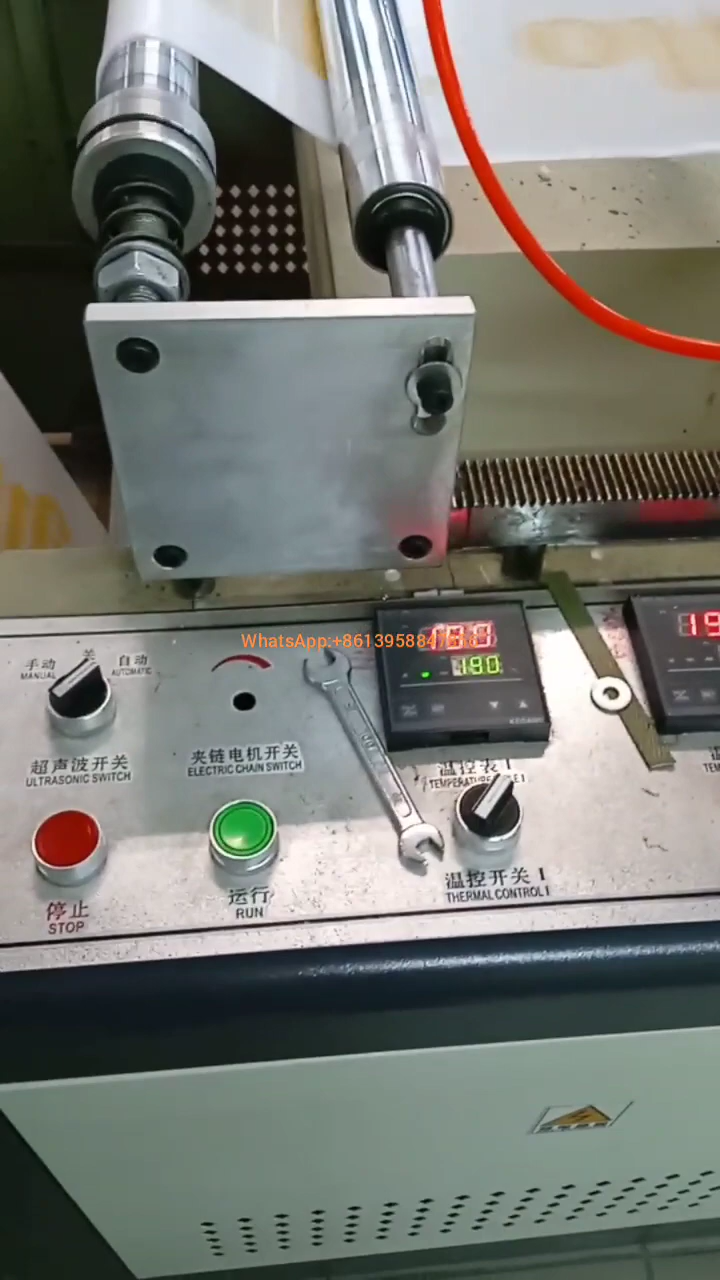 手动 关 自动
MANUAL AUTOMATIC
超声波开关
ULTRASONIC SWITCH
夹链电机开关
ELECTRIC CHAIN SWITCH
190
温控表 I
温控开关 I
THERMAL CONTROL I
停止
STOP
运行
RUN